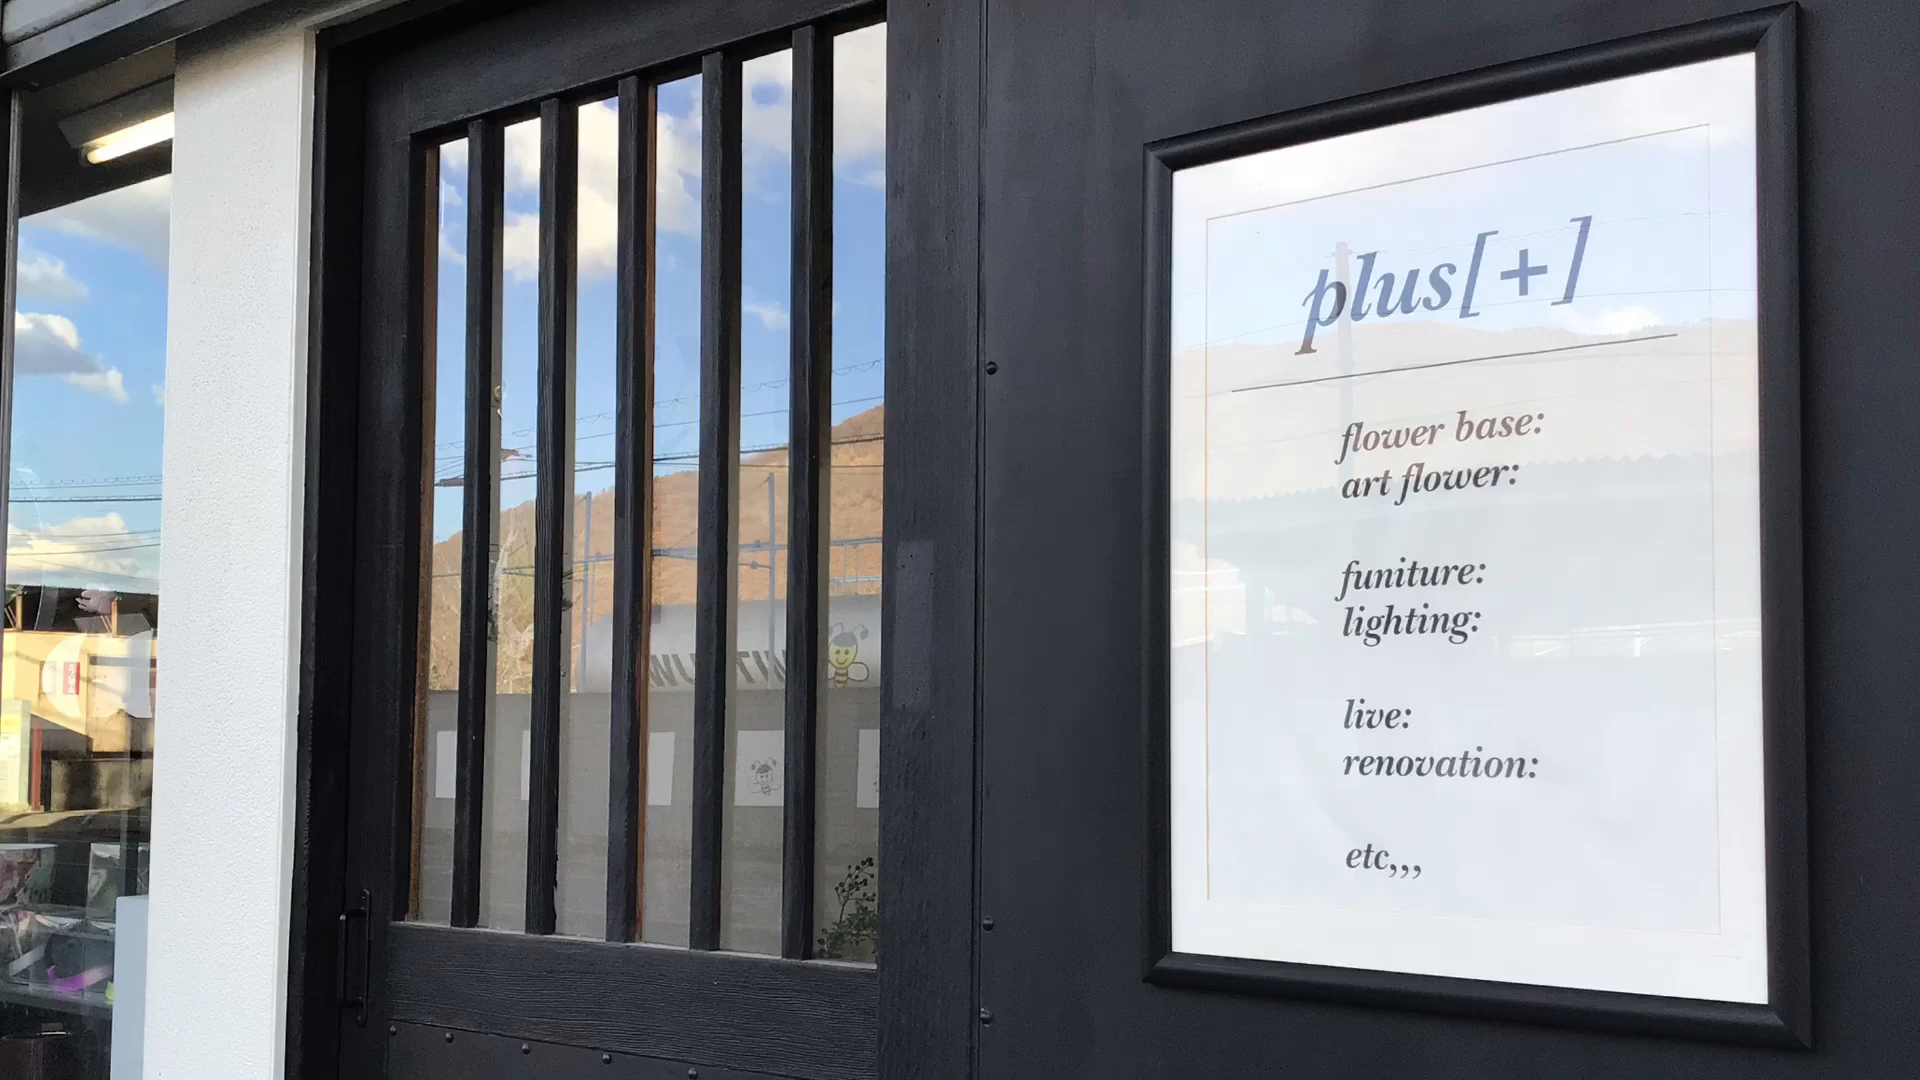 plus[+]
flower base:
art flower:
funiture:
lighting:
live:
renovation:
etc,,,